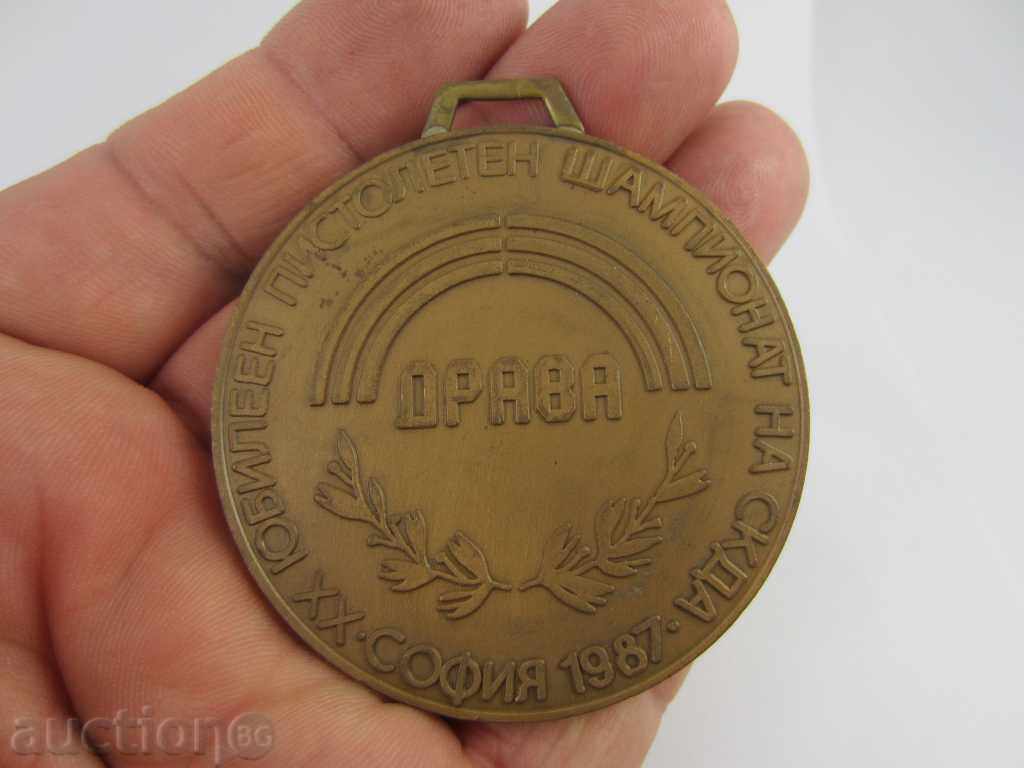 XX ЮБИЛЕЕН ПИСТОЛЕТЕН ШАМПИОНАТ НА СКДА
ДРАВА
·СОФИЯ 1987·
auction BG